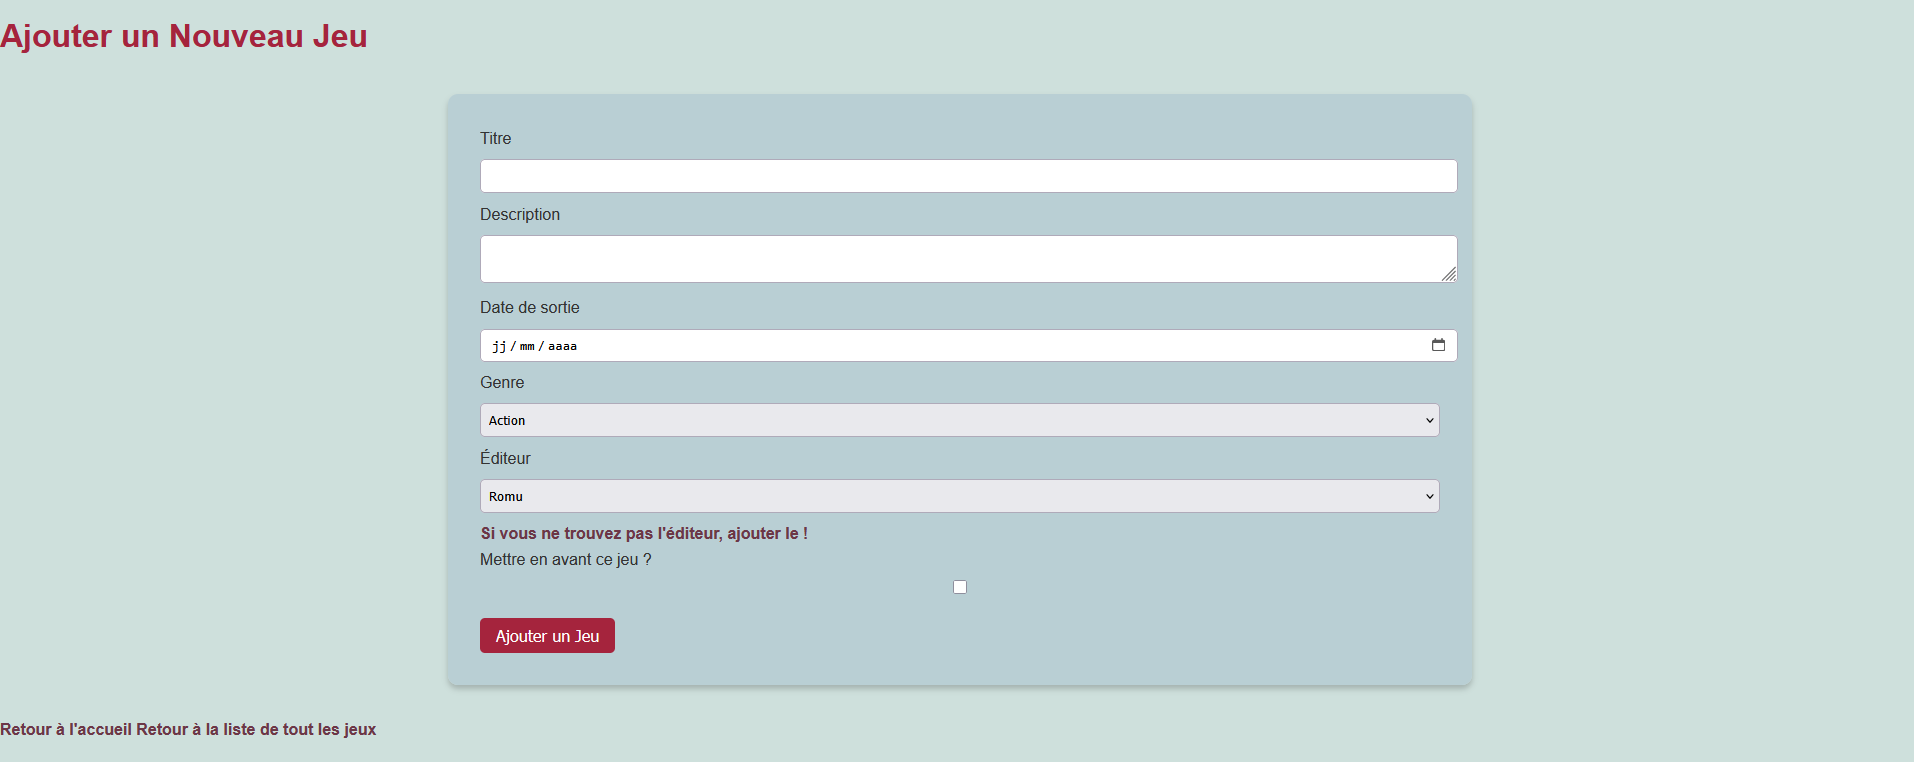 Ajouter un Nouveau Jeu
Titre
Description
Date de sortie
jj / mm / aaaa
Genre
Action
Éditeur
Romu
Si vous ne trouvez pas l'éditeur, ajouter le !
Mettre en avant ce jeu ?
Ajouter un Jeu
Retour à l'accueil Retour à la liste de tout les jeux